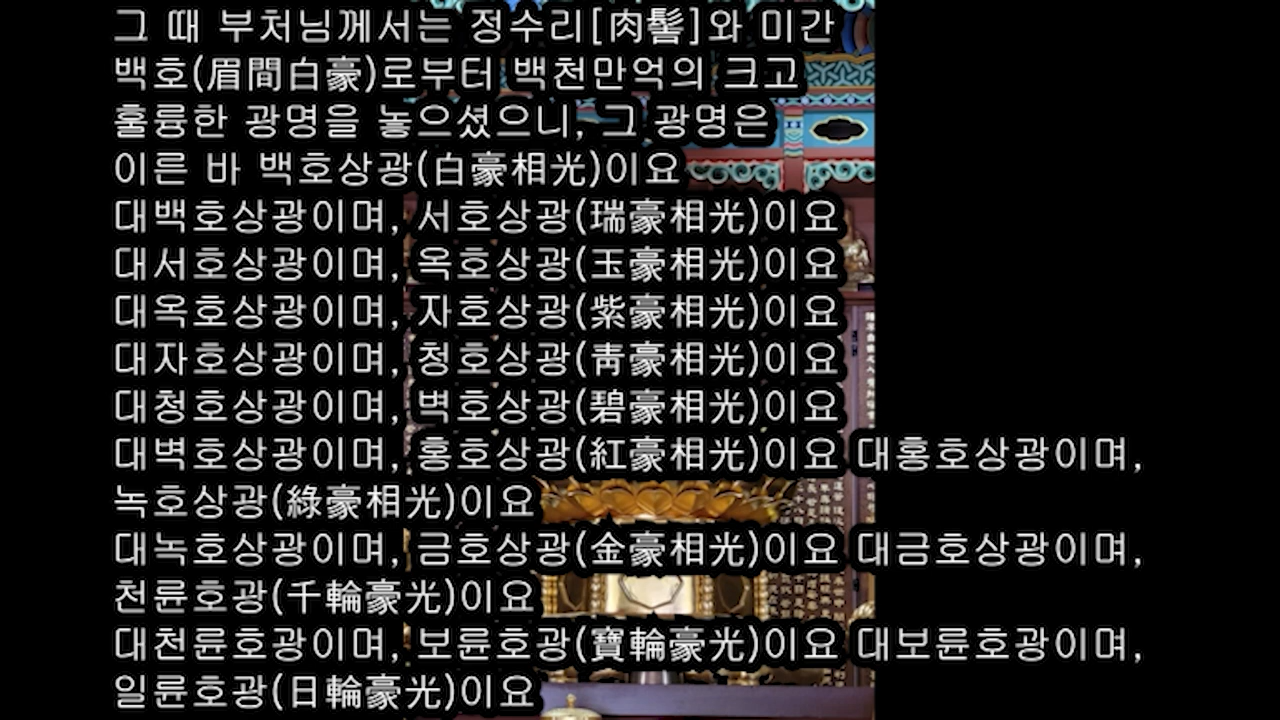 그 때 부처님께서는 정수리[肉髻]와 미간
백호(眉間白豪)로부터 백천만억의 크고
훌륭한 광명을 놓으셨으니, 그 광명은
이른 바 백호상광(白豪相光)이요
대백호상광이며, 서호상광(瑞豪相光)이요
대서호상광이며, 옥호상광(玉豪相光)이요
대옥호상광이며, 자호상광(紫豪相光)이요
대자호상광이며, 청호상광(靑豪相光)이요
대청호상광이며, 벽호상광(碧豪相光)이요
대벽호상광이며, 홍호상광(紅豪相光)이요 대홍호상광이며,
녹호상광(綠豪相光)이요
대녹호상광이며, 금호상광(金豪相光)이요 대금호상광이며,
천륜호광(千輪豪光)이요
대천륜호광이며, 보륜호광(寶輪豪光)이요 대보륜호광이며,
일륜호광(日輪豪光)이요